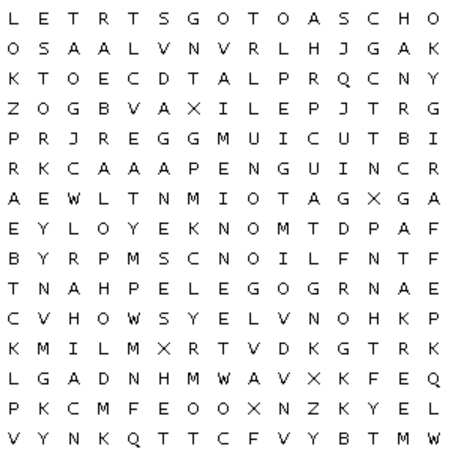 L E T R T S G O T O A S C H O
O S A A L V N V R L H J G A K
K T O E C D T A L P R Q C N Y
Z O G B V A X I L E P J T R G
P R J R E G G M U I C U T B I
R K C A A A P E N G U I N C R
A E W L T N M I O T A G X G A
E Y L O Y E K N O M T D P A F
B Y R P M S C N O I L F N T F
T N A H P E L E G O G R N A E
C V H O W S Y E L V N O H K P
K M I L M X R T V D K G T R K
L G A D N H M W A V X K F E Q
P K C M F E O O X N Z K Y E L
V Y N K Q T T C F V Y B T M W